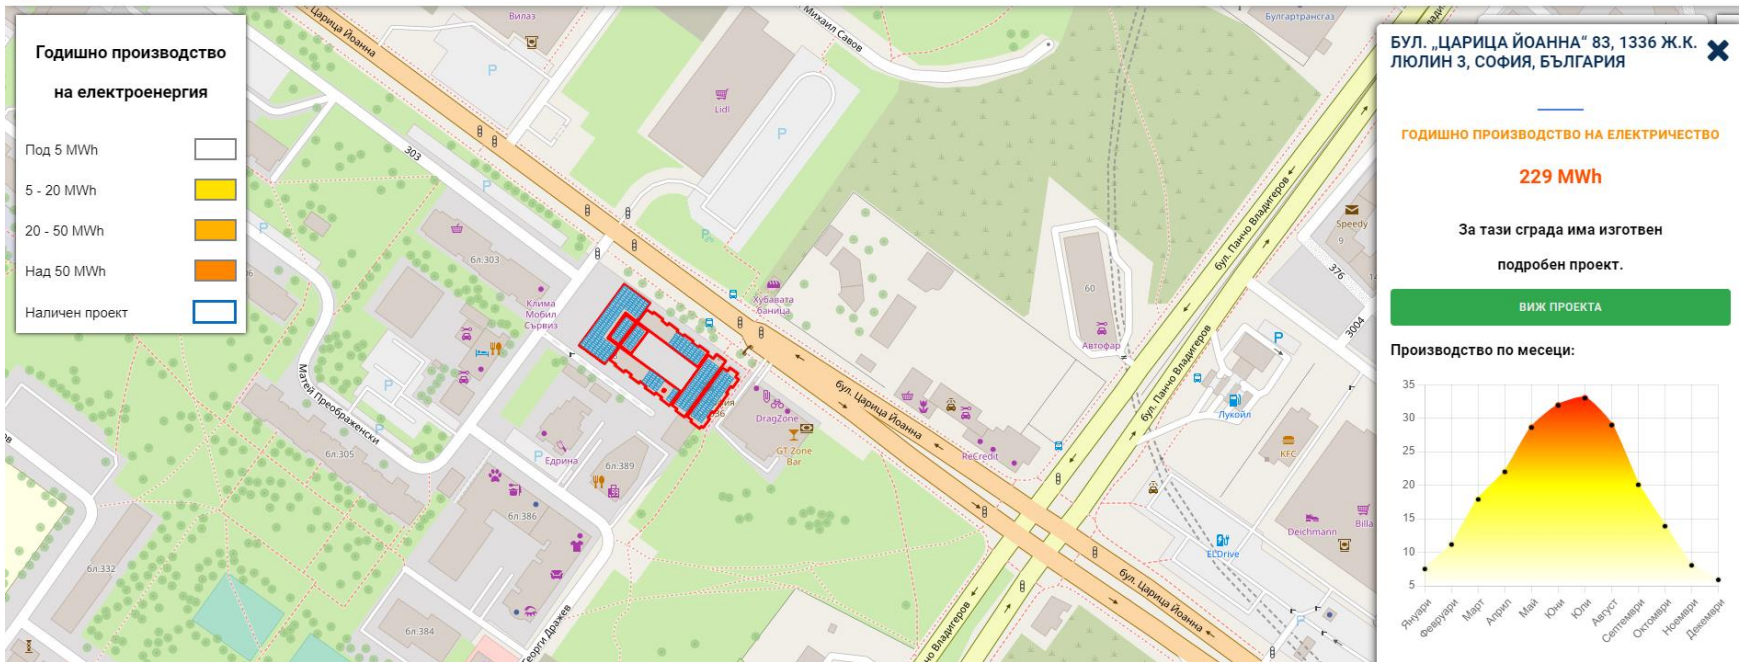 Годишно производство
на електроенергия
Под 5 MWh
5 - 20 MWh
20 - 50 MWh
Над 50 MWh
Наличен проект
Царица Йоанна
Вилаз
Михаил Савов
Булгартрансгаз
P
Lidl
P
303
P
P
P
бл.303
Клима
Мобил
Сървиз
Хубавата
баница
бул. Панчо Владигеров
бул. Панчо Владигеров
Speedy
9
376
3004
60
Автофар
P
Лукойл
KFC
Матей Преображенски
P
бл.305
P
Едрина
бл.389
DragZone
GT Zone
Bar
бул. Царица Йоанна
ReCredit
Deichmann
Billa
ELDrive
бл.386
бл.332
бл.384
Георги Дражев
Владигеров
бул. Панчо Владигеров
бул. Царица Йоанна
P
БУЛ. „ЦАРИЦА ЙОАННА“ 83, 1336 Ж.К.
ЛЮЛИН 3, СОФИЯ, БЪЛГАРИЯ
ГОДИШНО ПРОИЗВОДСТВО НА ЕЛЕКТРИЧЕСТВО
229 MWh
За тази сграда има изготвен
подробен проект.
ВИЖ ПРОЕКТА
Производство по месеци:
35
30
25
20
15
10
5
Януари
Февруари
Март
Април
Май
Юни
Юли
Август
Септември
Октомври
Ноември
Декември